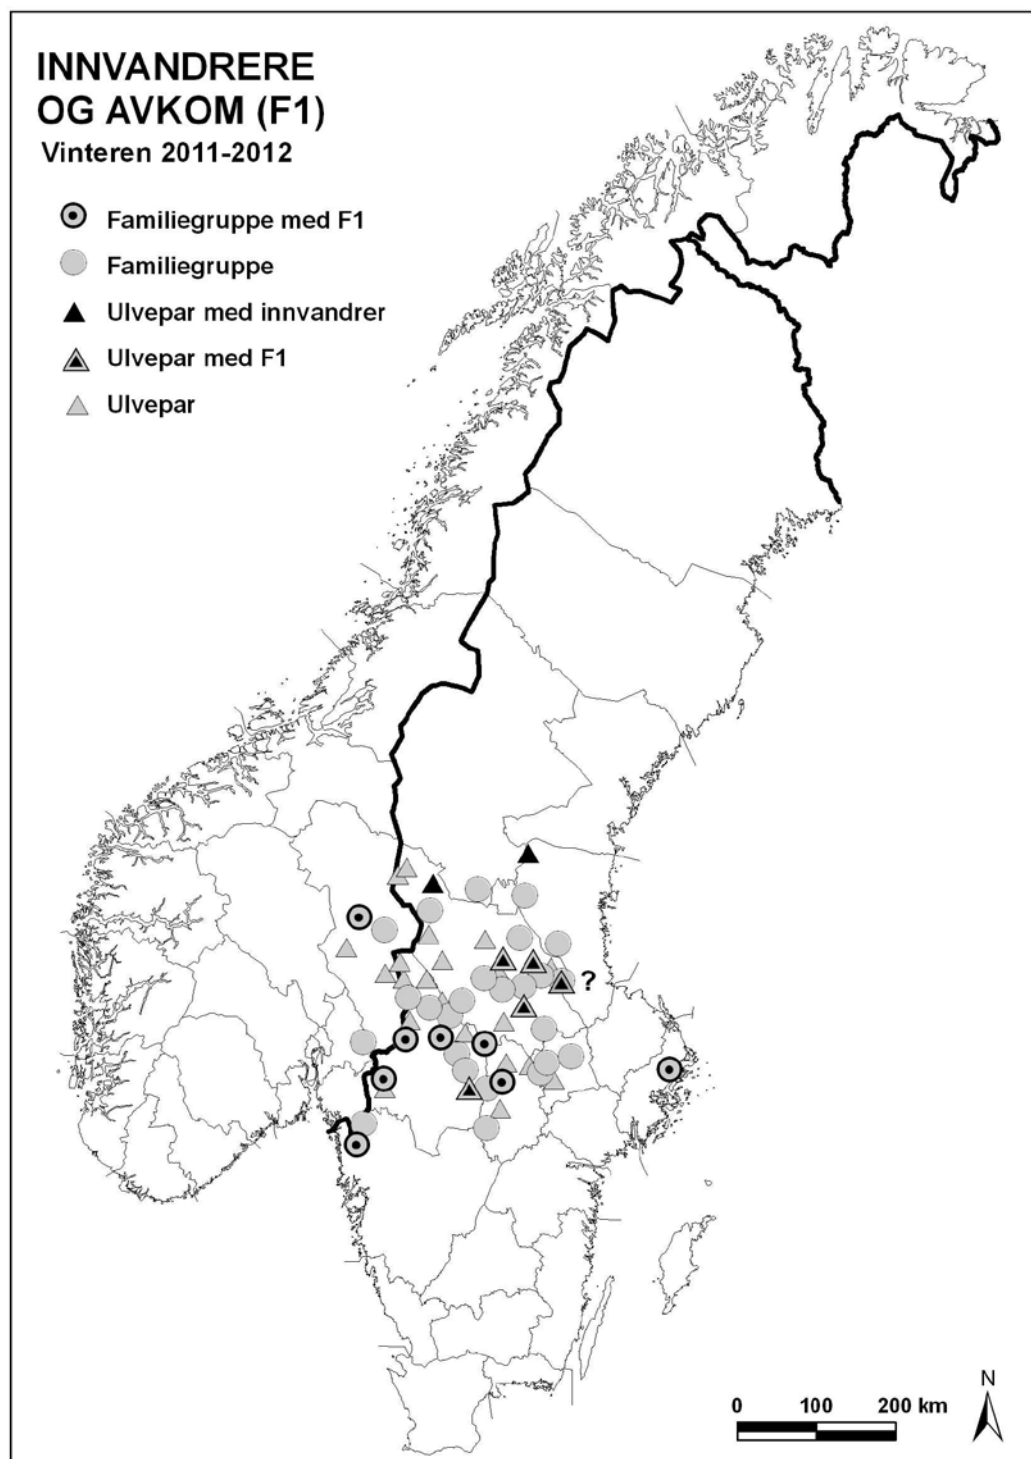 INNVANDRERE
OG AVKOM (F1)
Vinteren 2011-2012
Familiegruppe med F1
Familiegruppe
Ulvepar med innvandrer
Ulvepar med F1
Ulvepar
?
N
0 100 200 km